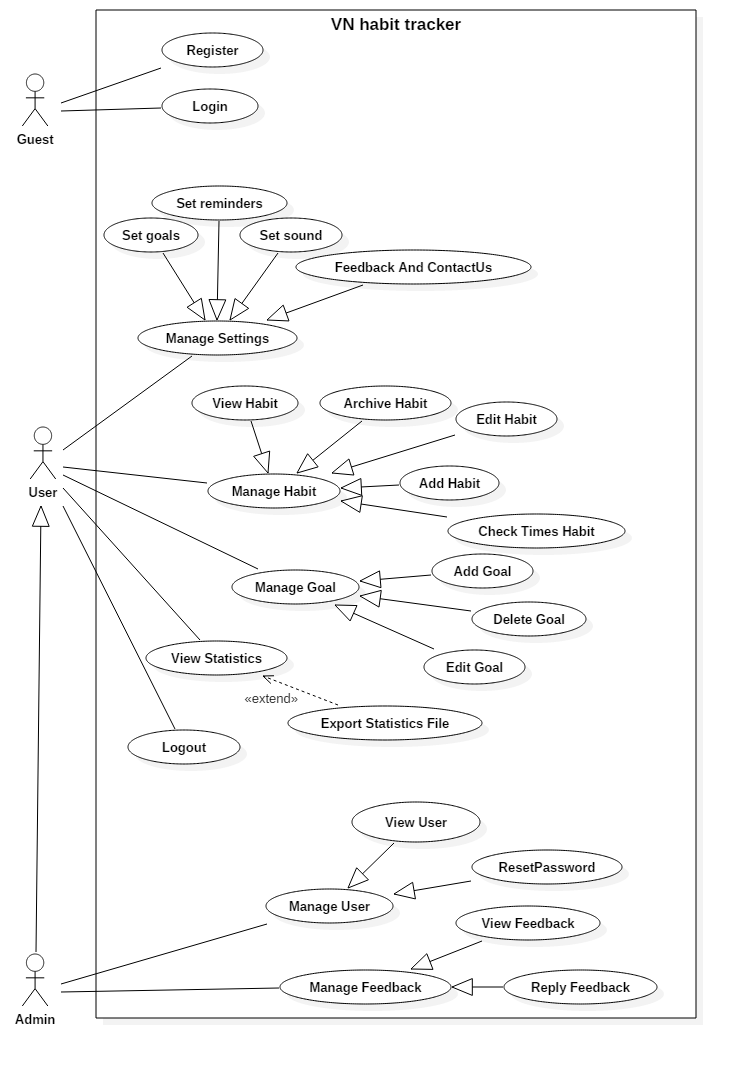 VN habit tracker
Register
Login
Guest
Set reminders
Set goals
Set sound
Feedback And ContactUs
Manage Settings
View Habit
Archive Habit
Edit Habit
User
Manage Habit
Add Habit
Check Times Habit
Manage Goal
Add Goal
Delete Goal
Edit Goal
View Statistics
«extend»
Export Statistics File
Logout
View User
ResetPassword
Manage User
View Feedback
Manage Feedback
Reply Feedback
Admin